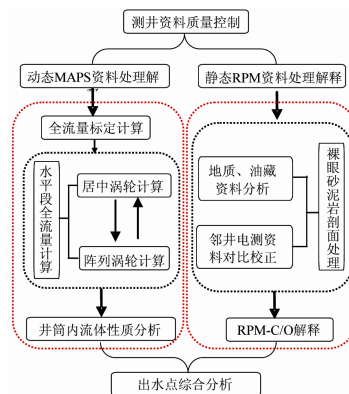 测井资料质量控制
动态MAPS资料处理解
静态RPM资料处理解释
全流量标定计算
水平段全流量计算
居中涡轮计算
阵列涡轮计算
地质、油藏
资料分析
邻井电测资
料对比校正
裸眼砂泥岩剖面处理
井筒内流体性质分析
RPM-C/O解释
出水点综合分析